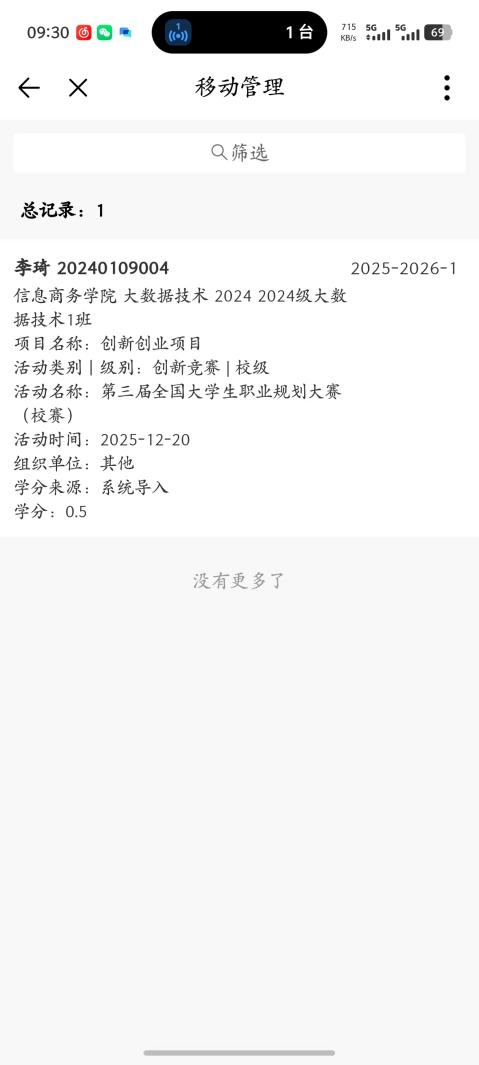 09:30
1
1 台
715
KB/s
5G
5G
69
移动管理
筛选
总记录：1
李琦 20240109004
2025-2026-1
信息商务学院 大数据技术 2024 2024级大数
据技术1班
项目名称：创新创业项目
活动类别 | 级别：创新竞赛 | 校级
活动名称：第三届全国大学生职业规划大赛
（校赛）
活动时间：2025-12-20
组织单位：其他
学分来源：系统导入
学分：0.5
没有更多了